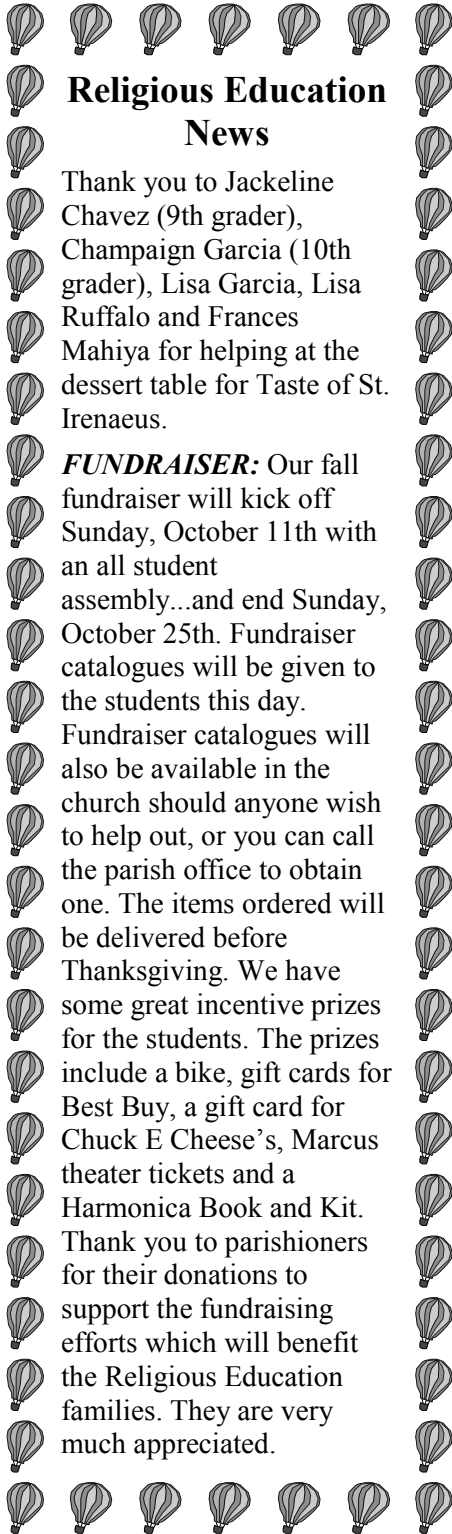 Religious Education
News
Thank you to Jackeline
Chavez (9th grader),
Champaign Garcia (10th
grader), Lisa Garcia, Lisa
Ruffalo and Frances
Mahiya for helping at the
dessert table for Taste of St.
Irenaeus.
FUNDRAISER: Our fall
fundraiser will kick off
Sunday, October 11th with
an all student
assembly...and end Sunday,
October 25th. Fundraiser
catalogues will be given to
the students this day.
Fundraiser catalogues will
also be available in the
church should anyone wish
to help out, or you can call
the parish office to obtain
one. The items ordered will
be delivered before
Thanksgiving. We have
some great incentive prizes
for the students. The prizes
include a bike, gift cards for
Best Buy, a gift card for
Chuck E Cheese’s, Marcus
theater tickets and a
Harmonica Book and Kit.
Thank you to parishioners
for their donations to
support the fundraising
efforts which will benefit
the Religious Education
families. They are very
much appreciated.